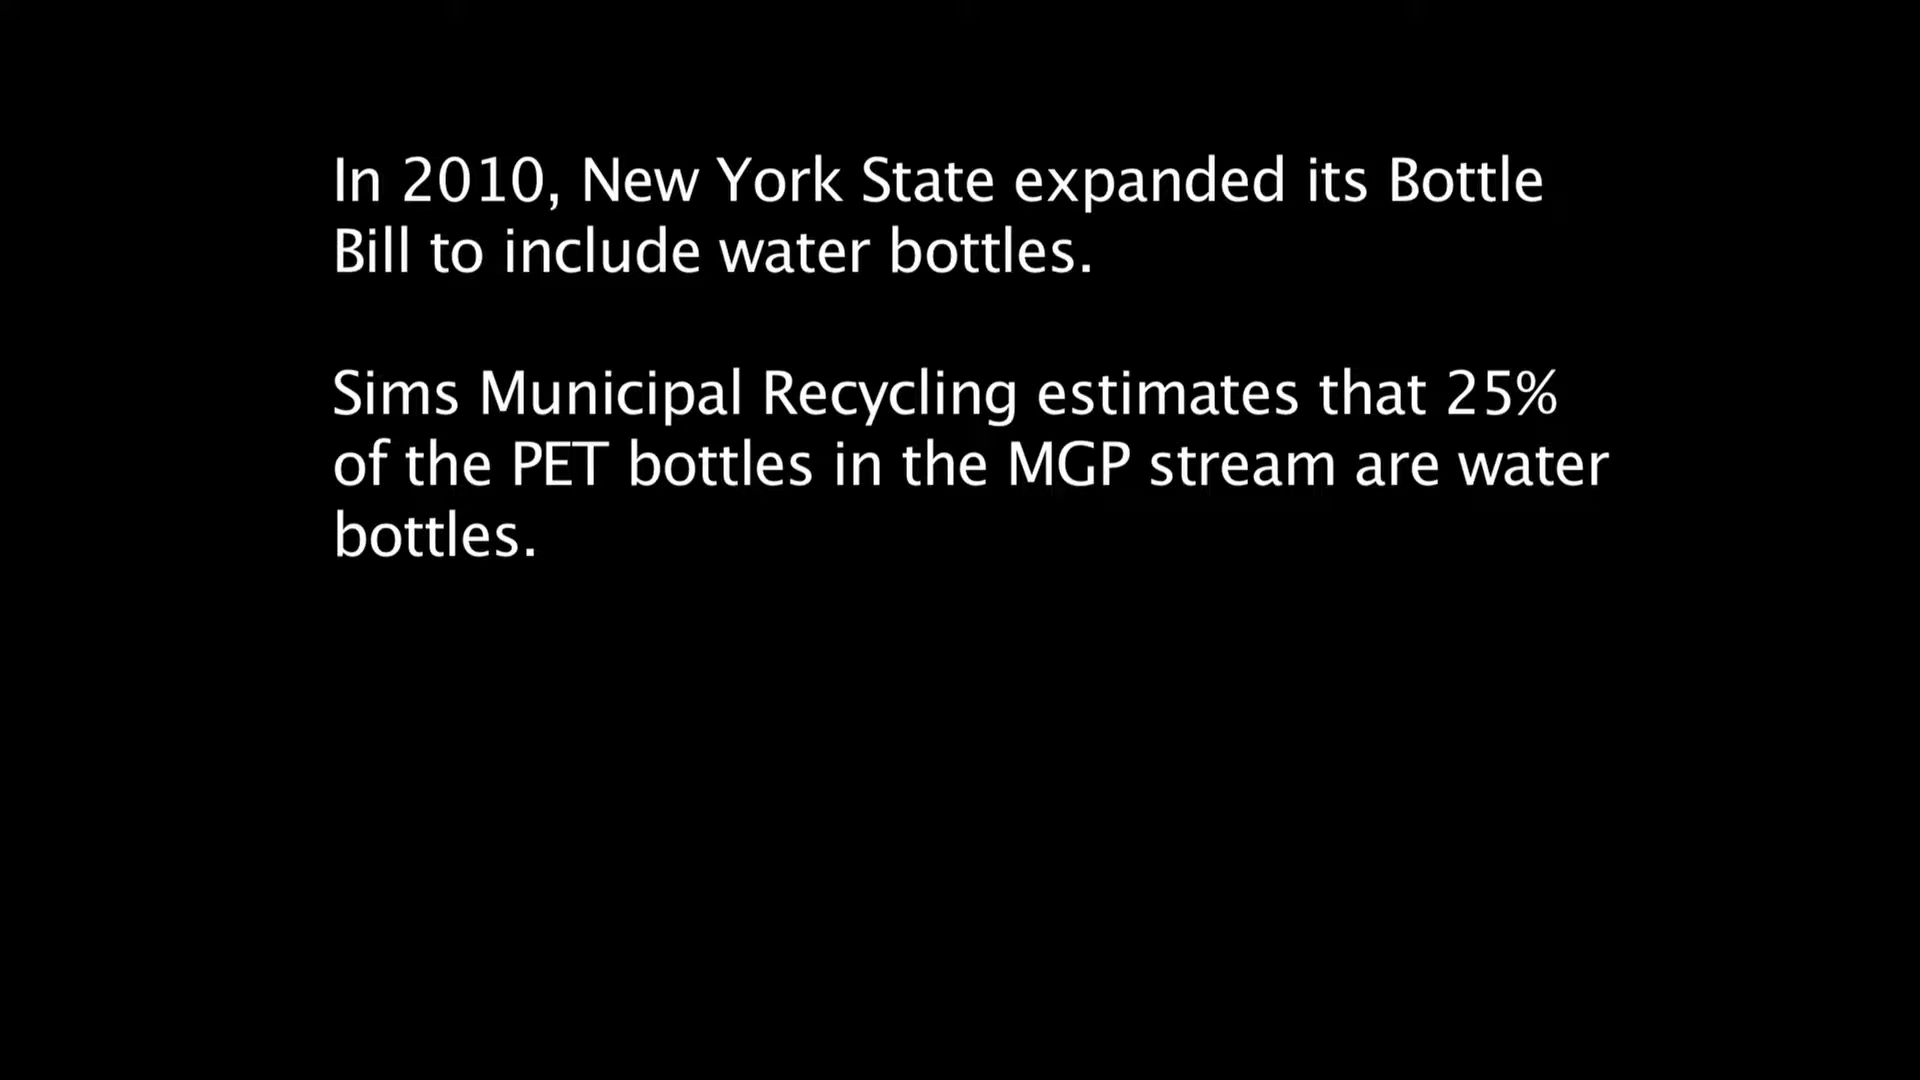 In 2010, New York State expanded its Bottle
Bill to include water bottles.
Sims Municipal Recycling estimates that 25%
of the PET bottles in the MGP stream are water
bottles.